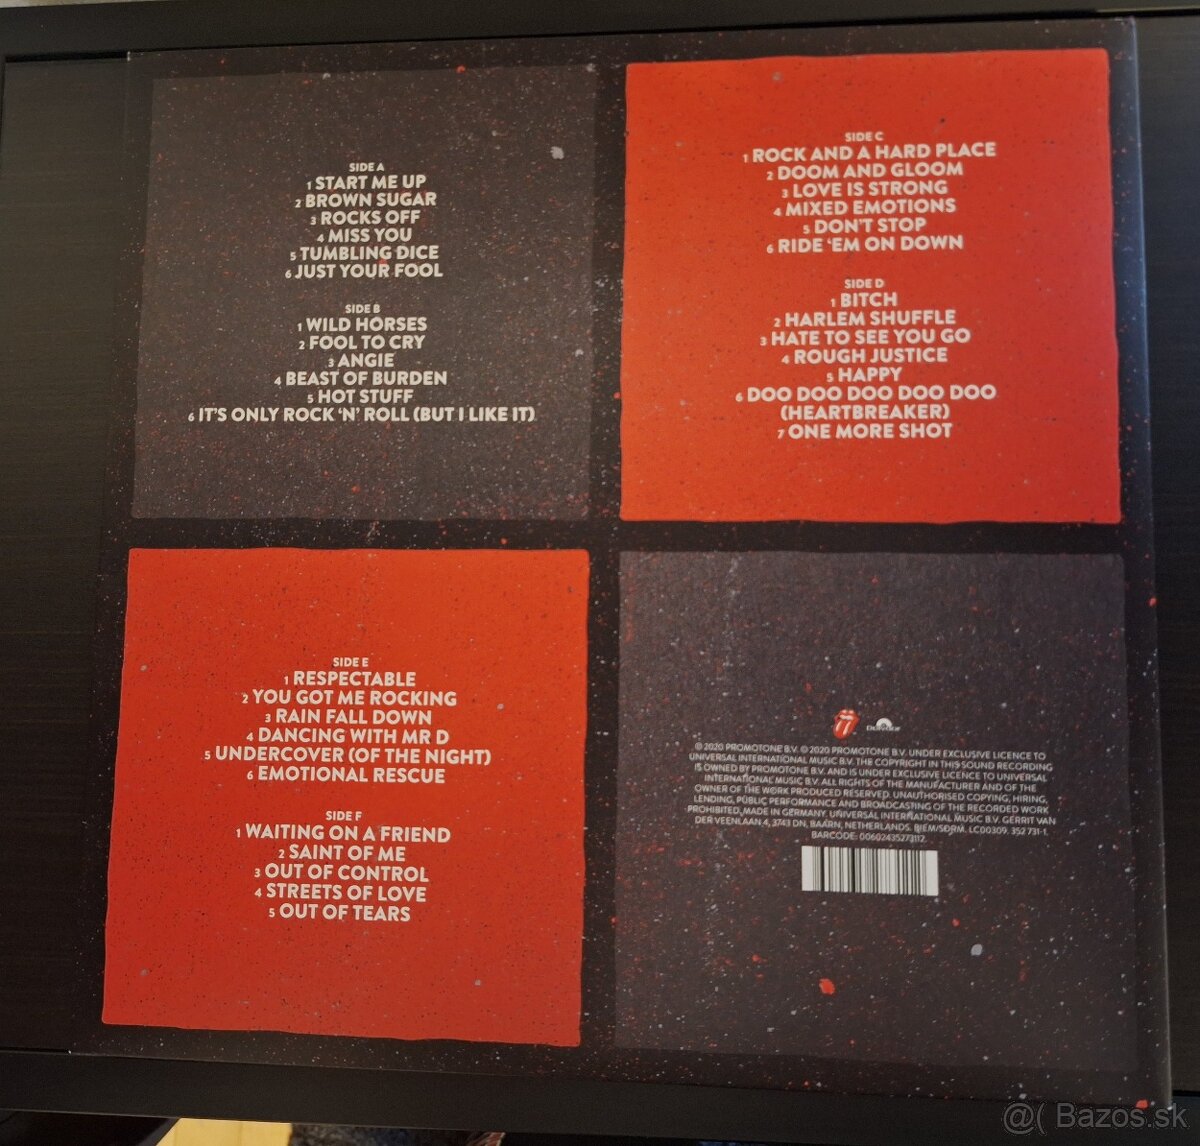 SIDE A
1 START ME UP
2 BROWN SUGAR
3 ROCKS OFF
4 MISS YOU
5 TUMBLING DICE
6 JUST YOUR FOOL
SIDE B
1 WILD HORSES
2 FOOL TO CRY
3 ANGIE
4 BEAST OF BURDEN
5 HOT STUFF
6 IT'S ONLY ROCK 'N' ROLL (BUT I LIKE IT)
SIDE C
1 ROCK AND A HARD PLACE
2 DOOM AND GLOOM
3 LOVE IS STRONG
4 MIXED EMOTIONS
5 DON'T STOP
6 RIDE 'EM ON DOWN
SIDE D
1 BITCH
2 HARLEM SHUFFLE
3 HATE TO SEE YOU GO
4 ROUGH JUSTICE
5 HAPPY
6 DOO DOO DOO DOO DOO
(HEARTBREAKER)
7 ONE MORE SHOT
SIDE E
1 RESPECTABLE
2 YOU GOT ME ROCKING
3 RAIN FALL DOWN
4 DANCING WITH MR D
5 UNDERCOVER (OF THE NIGHT)
6 EMOTIONAL RESCUE
SIDE F
1 WAITING ON A FRIEND
2 SAINT OF ME
3 OUT OF CONTROL
4 STREETS OF LOVE
5 OUT OF TEARS
℗ 2020 PROMOTONE B.V. © 2020 PROMOTONE B.V. UNDER EXCLUSIVE LICENCE TO
UNIVERSAL INTERNATIONAL MUSIC B.V. THE COPYRIGHT IN THIS SOUND RECORDING
IS OWNED BY PROMOTONE B.V. AND IS UNDER EXCLUSIVE LICENCE TO UNIVERSAL
INTERNATIONAL MUSIC B.V. ALL RIGHTS OF THE MANUFACTURER AND OF THE
OWNER OF THE WORK PRODUCED RESERVED. UNAUTHORISED COPYING, HIRING,
LENDING, PUBLIC PERFORMANCE AND BROADCASTING OF THE RECORDED WORK
PROHIBITED. MADE IN GERMANY. UNIVERSAL INTERNATIONAL MUSIC B.V. GERRIT VAN
DER VEENLAAN 4, 3743 DN, BAARN, NETHERLANDS. BIEM/SDRM. LC00309. 352 731-1.
BARCODE: 00602435273112
@( Bazos.sk